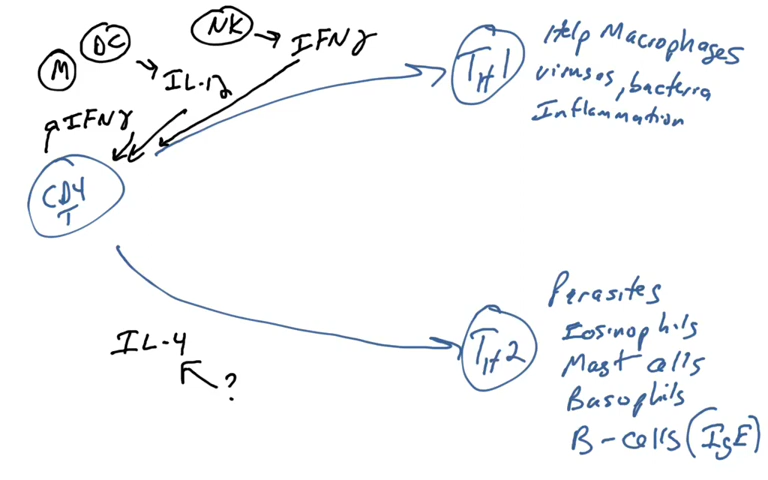 NK → IFNγ
DC
M → IL-12
IFNγ
CD4
T
TH1
Help Macrophages
viruses, bacterra
Inflammation
IL-4
?
TH2
Parasites
Eosinophils
Mast cells
Basophils
B-cells (IgE)